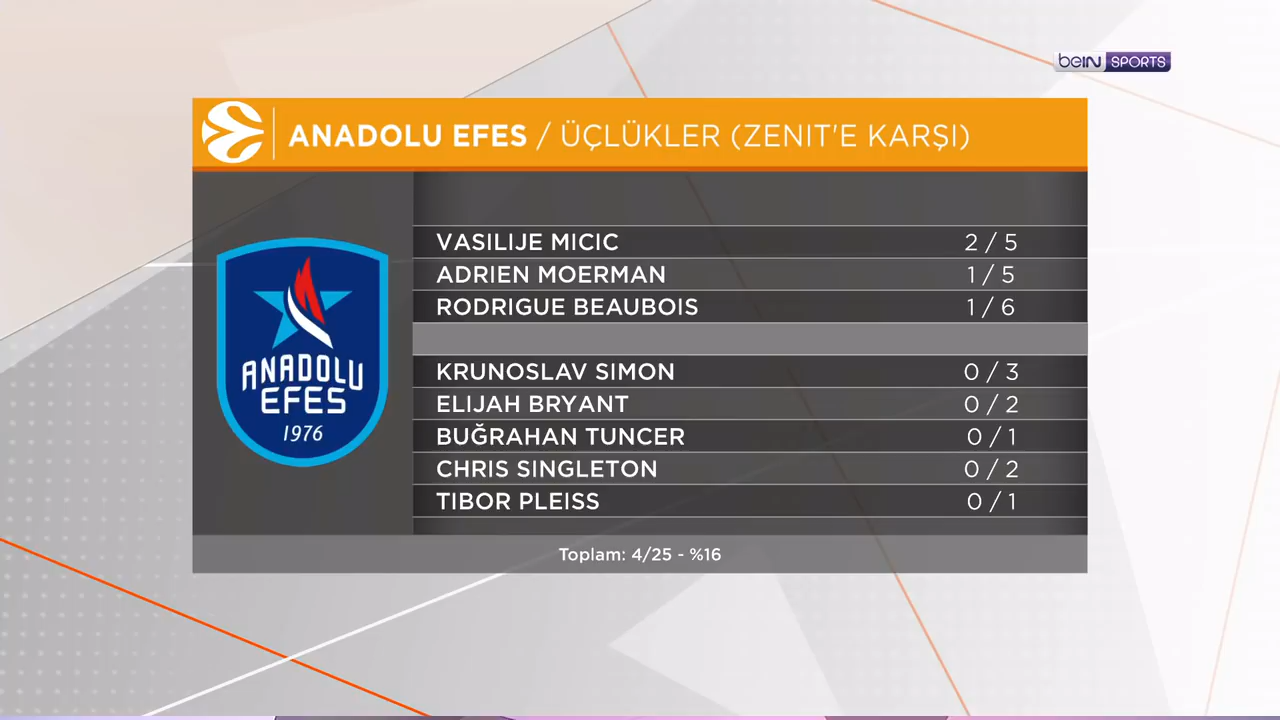 beIN SPORTS
ANADOLU EFES / ÜÇLÜKLER (ZENIT'E KARŞI)
VASILIJE MICIC 2 / 5
ADRIEN MOERMAN 1 / 5
RODRIGUE BEAUBOIS 1 / 6
KRUNOSLAV SIMON 0 / 3
ELIJAH BRYANT 0 / 2
BUĞRAHAN TUNCER 0 / 1
CHRIS SINGLETON 0 / 2
TIBOR PLEISS 0 / 1
ANADOLU
EFES
1976
Toplam: 4/25 - %16